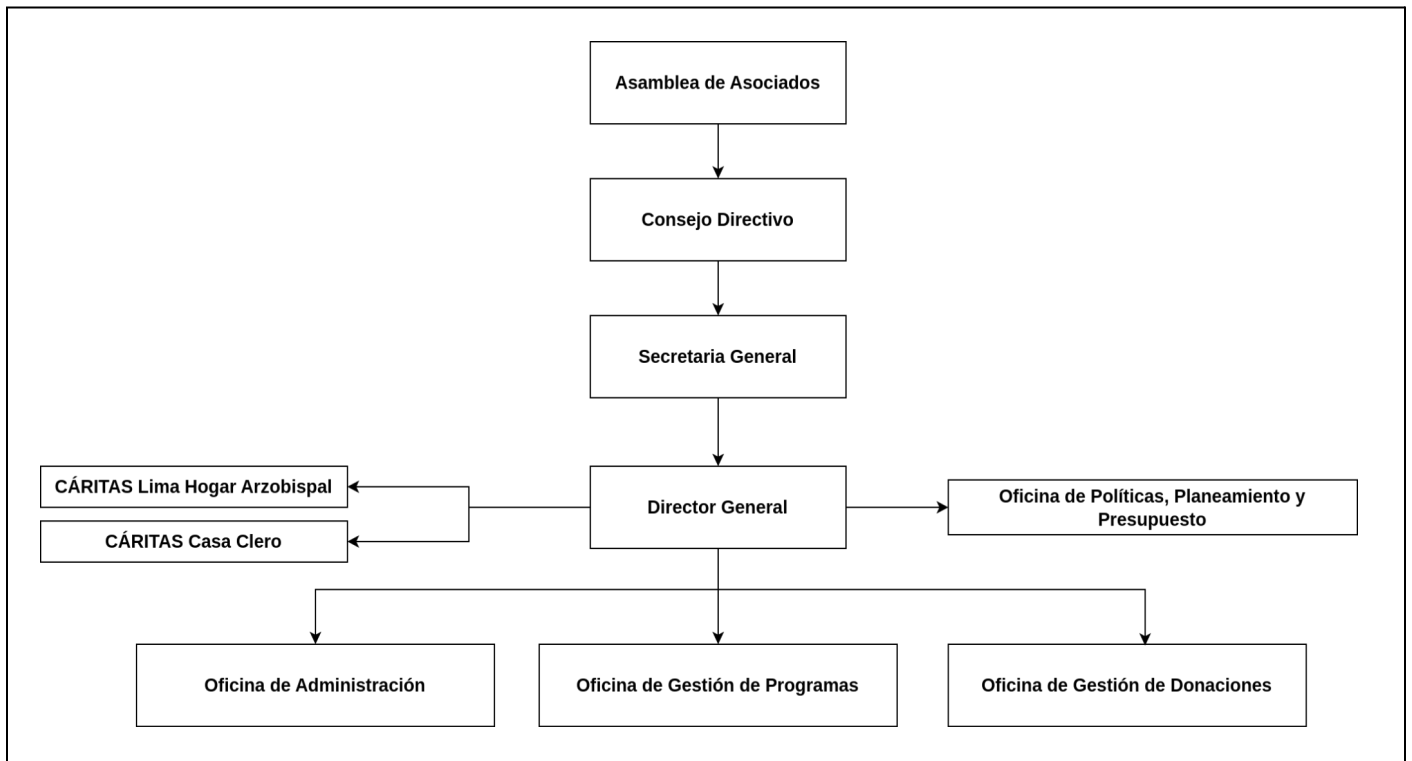 Asamblea de Asociados
Consejo Directivo
Secretaria General
CÁRITAS Lima Hogar Arzobispal
CÁRITAS Casa Clero
Director General
Oficina de Políticas, Planeamiento y
Presupuesto
Oficina de Administración
Oficina de Gestión de Programas
Oficina de Gestión de Donaciones